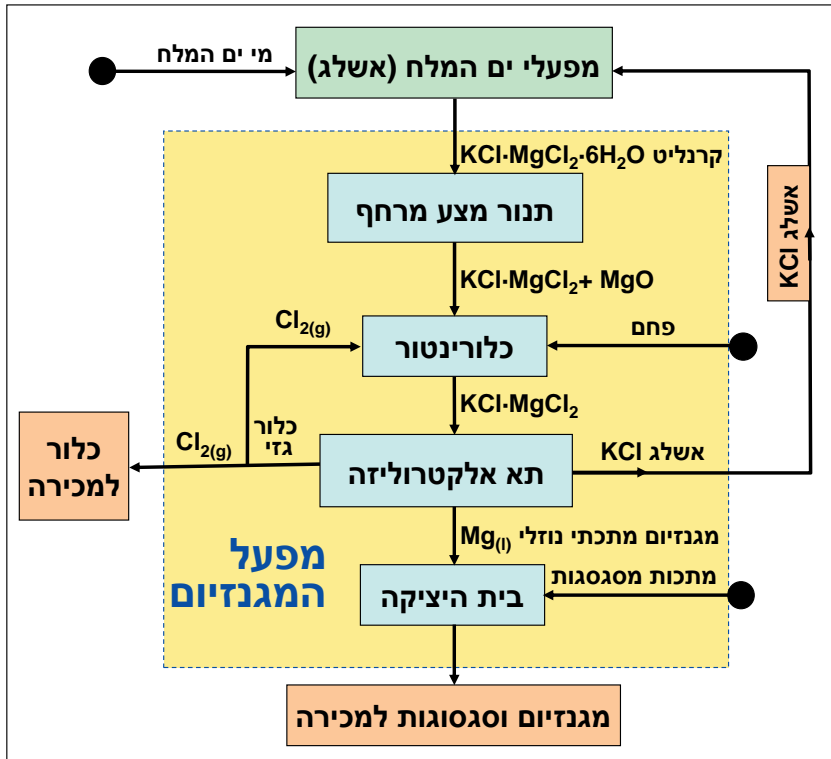 מי ים המלח
מפעלי ים המלח (אשלג)
קרנליט KCl·MgCl₂·6H₂O
תנור מצע מרחף
אשלג KCl
KCl·MgCl₂+ MgO
Cl₂(g)
פחם
כלורינטור
KCl·MgCl₂
כלור
גזי
Cl₂(g)
כלור
למכירה
תא אלקטרוליזה
אשלג KCl
מגנזיום מתכתי נוזלי Mg(l)
מפעל
המגנזיום
מתכות מסגסגות
בית היציקה
מגנזיום וסגסוגות למכירה